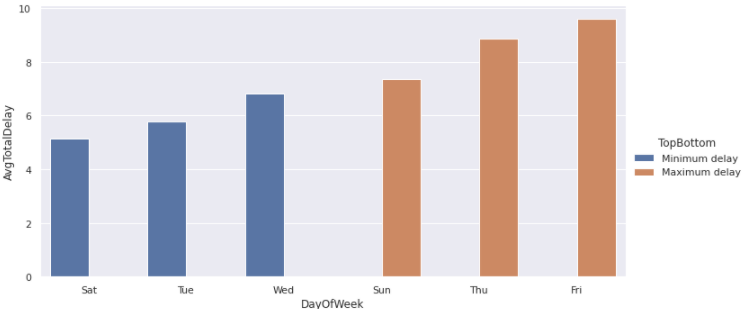 10
8
6
4
2
0
AvgTotalDelay
Sat Tue Wed Sun Thu Fri
DayOfWeek
TopBottom
Minimum delay
Maximum delay